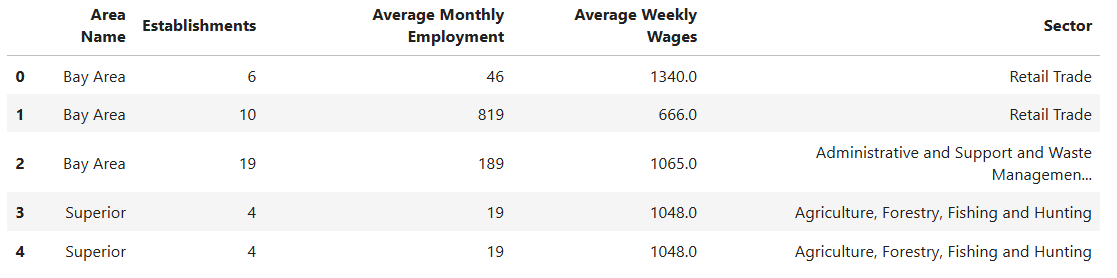 Area Name Establishments Average Monthly Employment Average Weekly Wages Sector
0 Bay Area 6 46 1340.0 Retail Trade
1 Bay Area 10 819 666.0 Retail Trade
2 Bay Area 19 189 1065.0 Administrative and Support and Waste Managemen...
3 Superior 4 19 1048.0 Agriculture, Forestry, Fishing and Hunting
4 Superior 4 19 1048.0 Agriculture, Forestry, Fishing and Hunting